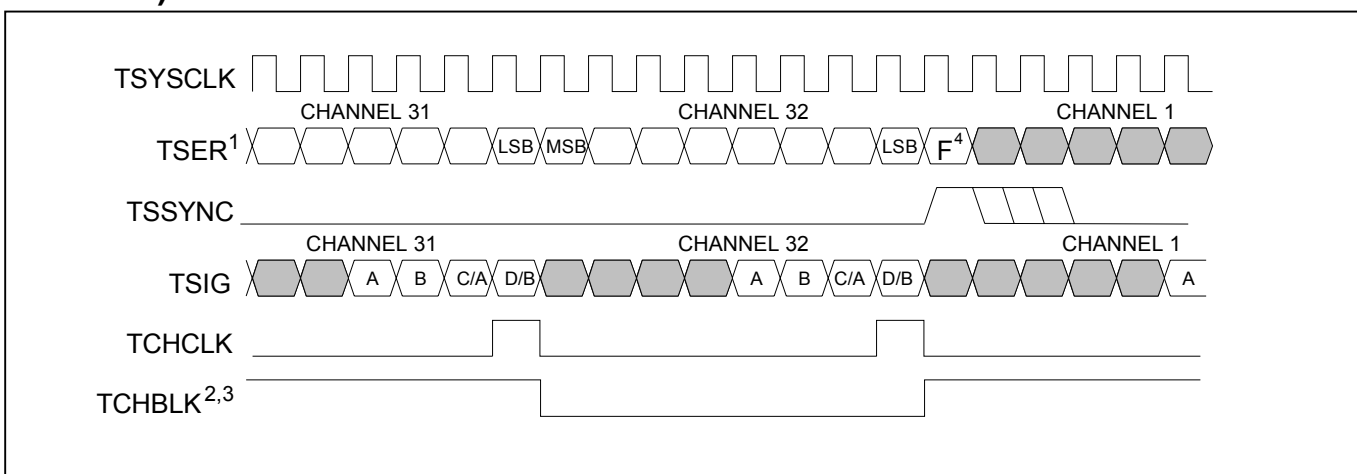 )
TSYSCLK
CHANNEL 31 CHANNEL 32 CHANNEL 1
TSER¹ LSB MSB LSB F⁴
TSSYNC
CHANNEL 31 CHANNEL 32 CHANNEL 1
TSIG A B C/A D/B A B C/A D/B A
TCHCLK
TCHBLK²,³